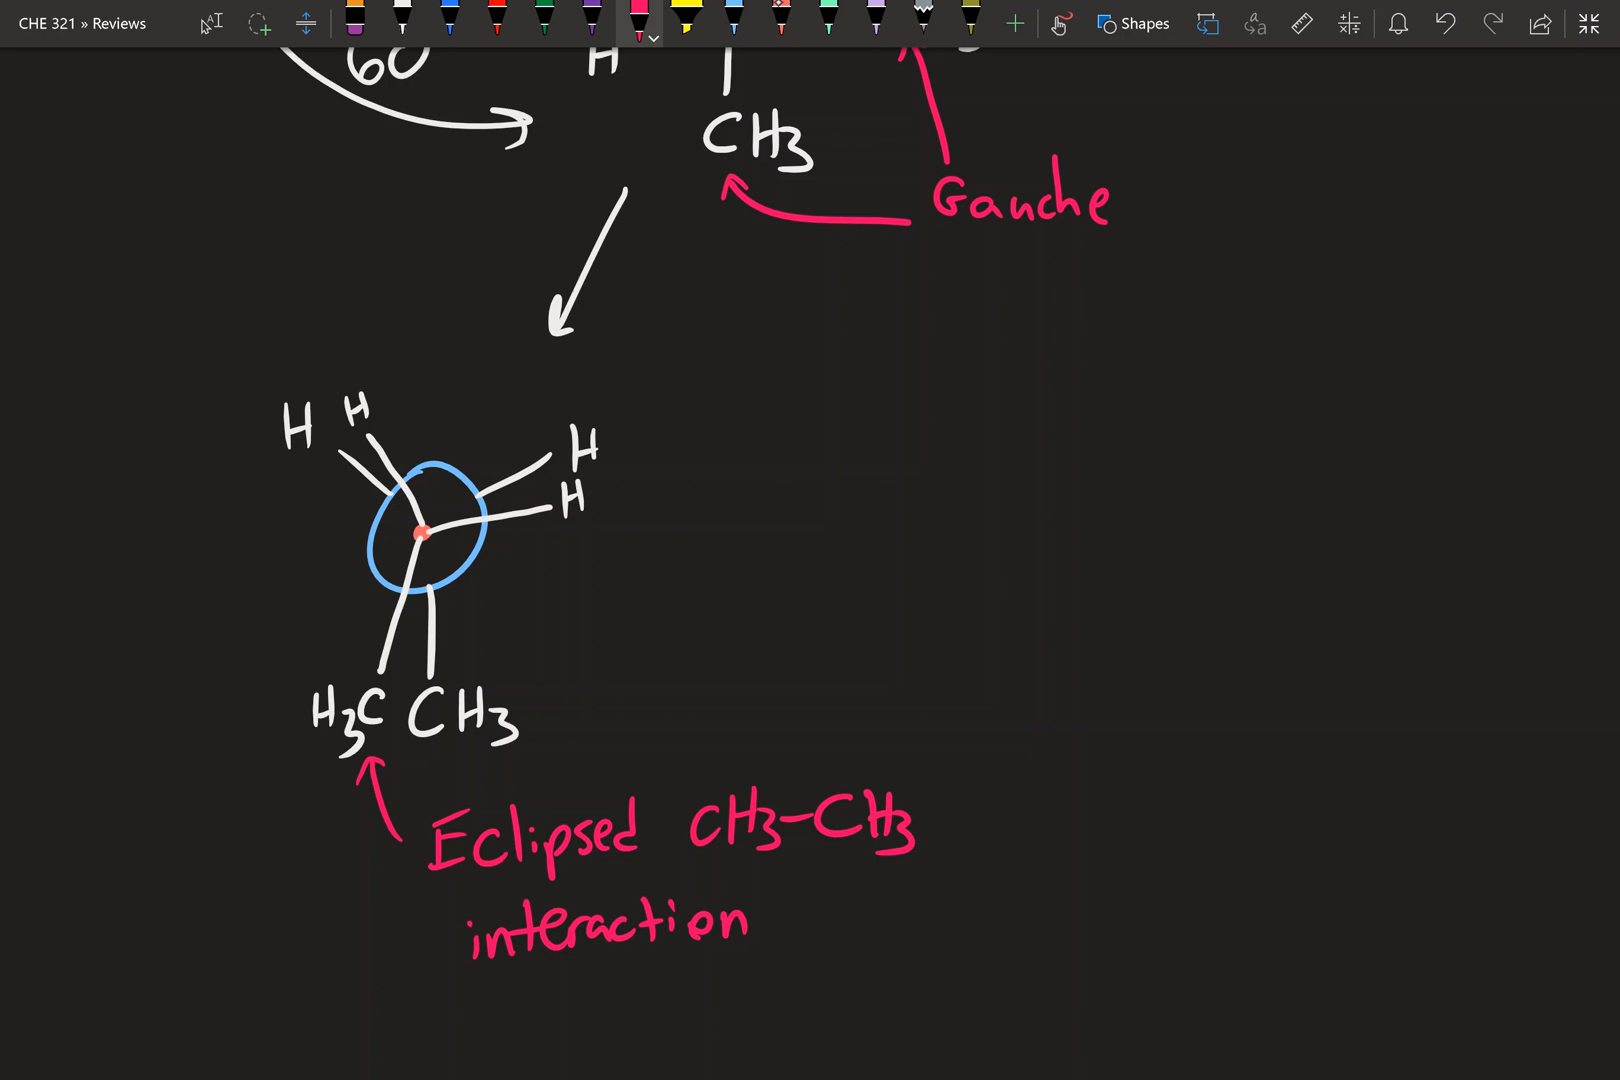 CHE 321 » Reviews
Shapes
60
H
CH3
Gauche
H H
H
H
H3C CH3
Eclipsed CH3-CH3
interaction